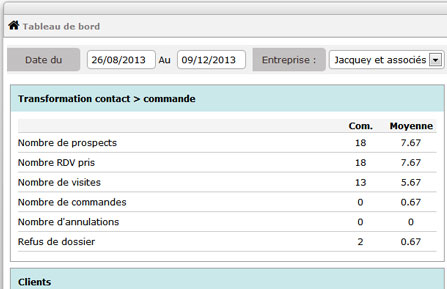 Tableau de bord
Date du 26/08/2013 Au 09/12/2013 Entreprise : Jacquey et associés
Transformation contact > commande
Com. Moyenne
Nombre de prospects 18 7.67
Nombre RDV pris 18 7.67
Nombre de visites 13 5.67
Nombre de commandes 0 0.67
Nombre d'annulations 0 0
Refus de dossier 2 0.67
Clients